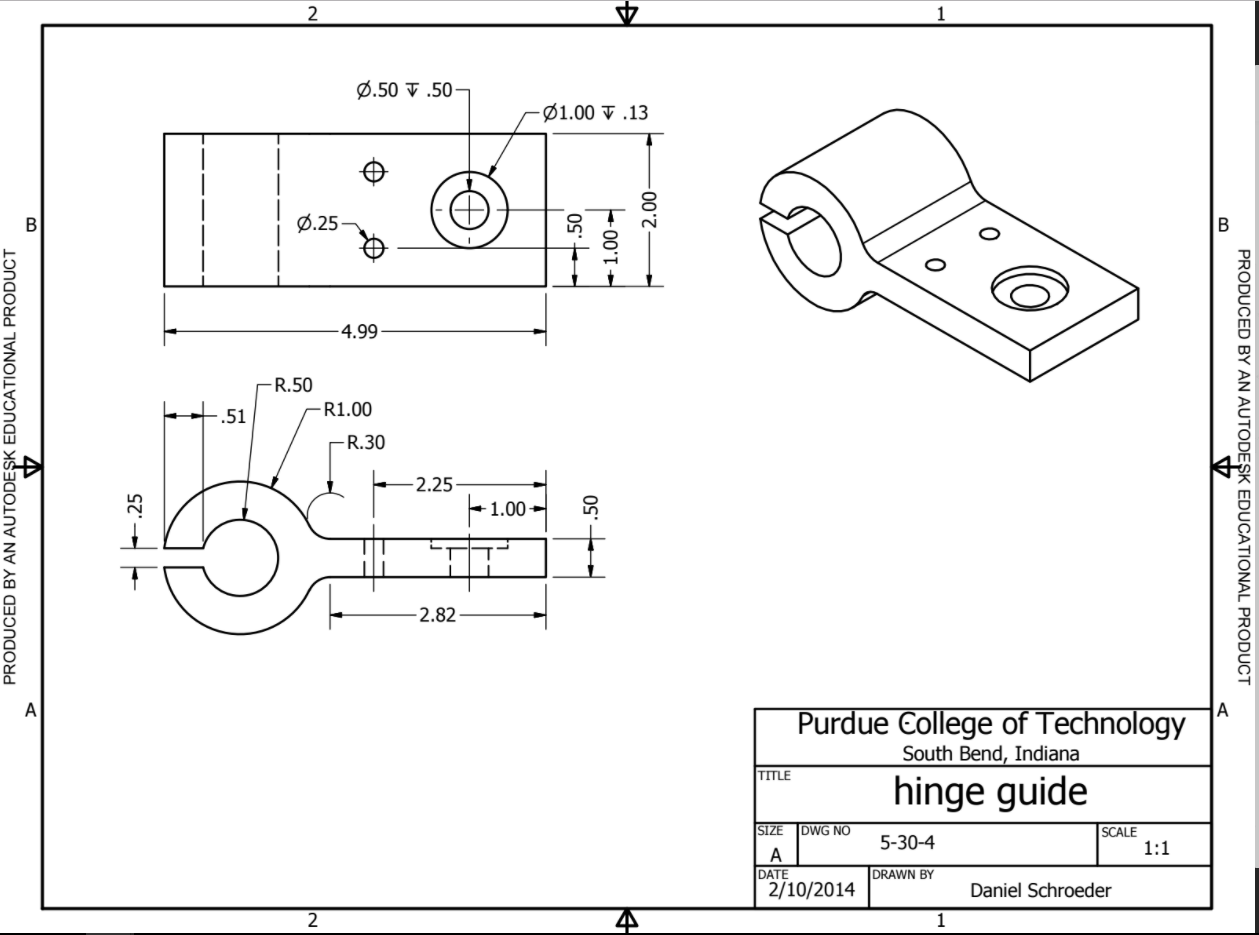 2
1
B
B
A
A
2
1
PRODUCED BY AN AUTODESK EDUCATIONAL PRODUCT
PRODUCED BY AN AUTODESK EDUCATIONAL PRODUCT
Ø.50 ↧ .50
Ø1.00 ↧ .13
Ø.25
.50
1.00
2.00
4.99
R.50
R1.00
R.30
.51
.25
2.25
1.00
.50
2.82
Purdue College of Technology
South Bend, Indiana
TITLE
hinge guide
SIZE
A
DWG NO
5-30-4
SCALE
1:1
DATE
2/10/2014
DRAWN BY
Daniel Schroeder